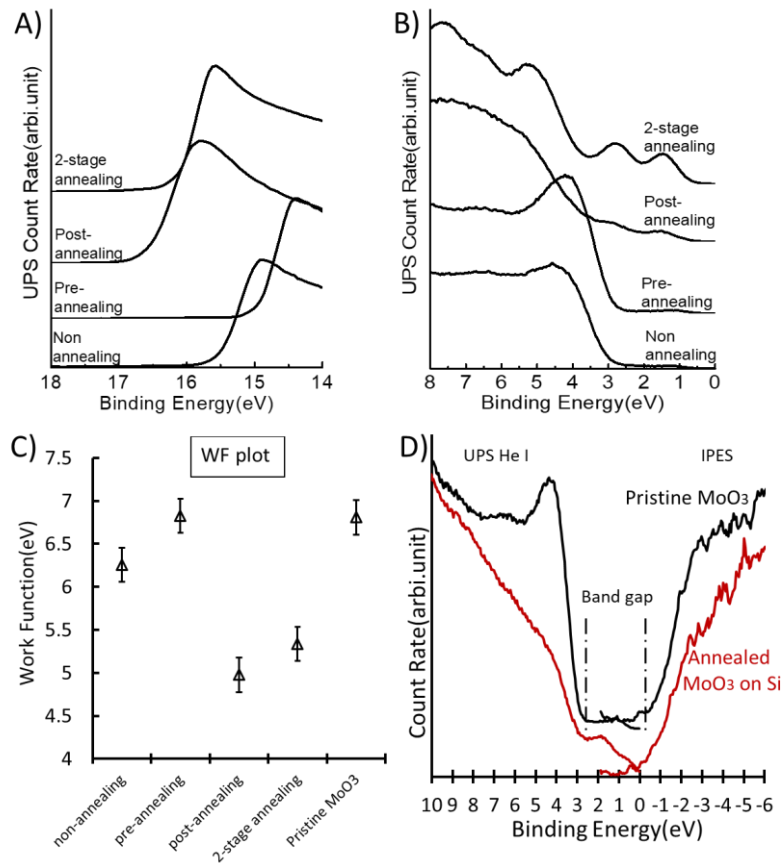 A)
UPS Count Rate(arbi.unit)
2-stage
annealing
Post-
annealing
Pre-
annealing
Non
annealing
18 17 16 15 14
Binding Energy(eV)
B)
UPS Count Rate(arbi.unit)
2-stage
annealing
Post-
annealing
Pre-
annealing
Non
annealing
8 7 6 5 4 3 2 1 0
Binding Energy(eV)
C)
WF plot
Work Function(eV)
7.5
7
6.5
6
5.5
5
4.5
4
non-annealing
pre-annealing
post-annealing
2-stage annealing
Pristine MoO3
D)
UPS He I
IPES
Pristine MoO3
Band gap
Annealed
MoO3 on Si
Count Rate(arbi.unit)
10 9 8 7 6 5 4 3 2 1 0 -1 -2 -3 -4 -5 -6
Binding Energy(eV)